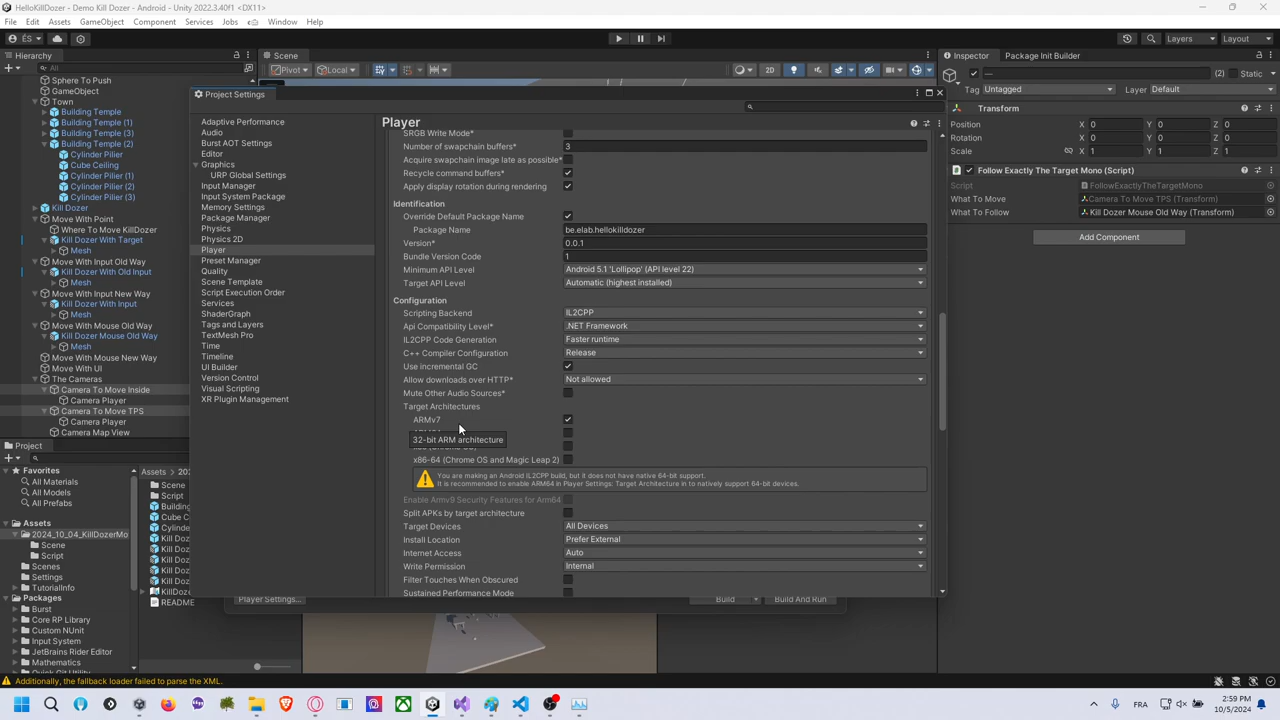 HelloKillDozer - Demo Kill Dozer - Android - Unity 2022.3.40f1 <DX11>
File Edit Assets GameObject Component Services Jobs Window Help
ÉS
Layers Layout
Hierarchy
All
Sphere To Push
GameObject
Town
Building Temple
Building Temple (1)
Building Temple (3)
Building Temple (2)
Cylinder Pilier
Cube Ceiling
Cylinder Pilier (1)
Cylinder Pilier (2)
Cylinder Pilier (3)
Kill Dozer
Move With Point
Where To Move KillDozer
Kill Dozer With Target
Mesh
Move With Input Old Way
Kill Dozer With Old Input
Mesh
Move With Input New Way
Kill Dozer With Input
Mesh
Move With Mouse Old Way
Kill Dozer Mouse Old Way
Mesh
Move With Mouse New Way
Move With UI
The Cameras
Camera To Move Inside
Camera Player
Camera To Move TPS
Camera Player
Camera Map View
Project
Favorites
All Materials
All Models
All Prefabs
Assets
2024_10_04_KillDozerMo
Scene
Script
Scenes
Settings
TutorialInfo
Packages
Burst
Core RP Library
Custom NUnit
Input System
JetBrains Rider Editor
Mathematics
Assets
Scene
Script
Building
Cube C
Cylinde
Kill Doz
Kill Doz
Kill Doz
Kill Doz
KillDoz
README
Scene
Pivot Local
2D
Project Settings
Adaptive Performance
Audio
Burst AOT Settings
Editor
Graphics
URP Global Settings
Input Manager
Input System Package
Memory Settings
Package Manager
Physics
Physics 2D
Player
Preset Manager
Quality
Scene Template
Script Execution Order
Services
ShaderGraph
Tags and Layers
TextMesh Pro
Time
Timeline
UI Builder
Version Control
Visual Scripting
XR Plugin Management
Player
SRGB Write Mode*
Number of swapchain buffers* 3
Acquire swapchain image late as possible*
Recycle command buffers*
Apply display rotation during rendering
Identification
Override Default Package Name
Package Name be.elab.hellokilldozer
Version* 0.0.1
Bundle Version Code 1
Minimum API Level Android 5.1 'Lollipop' (API level 22)
Target API Level Automatic (highest installed)
Configuration
Scripting Backend IL2CPP
Api Compatibility Level* .NET Framework
IL2CPP Code Generation Faster runtime
C++ Compiler Configuration Release
Use incremental GC
Allow downloads over HTTP* Not allowed
Mute Other Audio Sources*
Target Architectures
ARMv7
32-bit ARM architecture
x86-64 (Chrome OS and Magic Leap 2)
You are making an Android IL2CPP build, but it does not have native 64-bit support.
It is recommended to enable ARM64 in Player Settings: Target Architecture in to natively support 64-bit devices.
Enable Armv9 Security Features for Arm64
Split APKs by target architecture
Target Devices All Devices
Install Location Prefer External
Internet Access Auto
Write Permission Internal
Filter Touches When Obscured
Sustained Performance Mode
Player Settings... Build Build And Run
Inspector Package Init Builder
— (2) Static
Tag Untagged Layer Default
Transform
Position X 0 Y 0 Z 0
Rotation X 0 Y 0 Z 0
Scale X 1 Y 1 Z 1
Follow Exactly The Target Mono (Script)
Script FollowExactlyTheTargetMono
What To Move Camera To Move TPS (Transform)
What To Follow Kill Dozer Mouse Old Way (Transform)
Add Component
Additionally, the fallback loader failed to parse the XML.
FRE
2:59 PM
10/5/2024